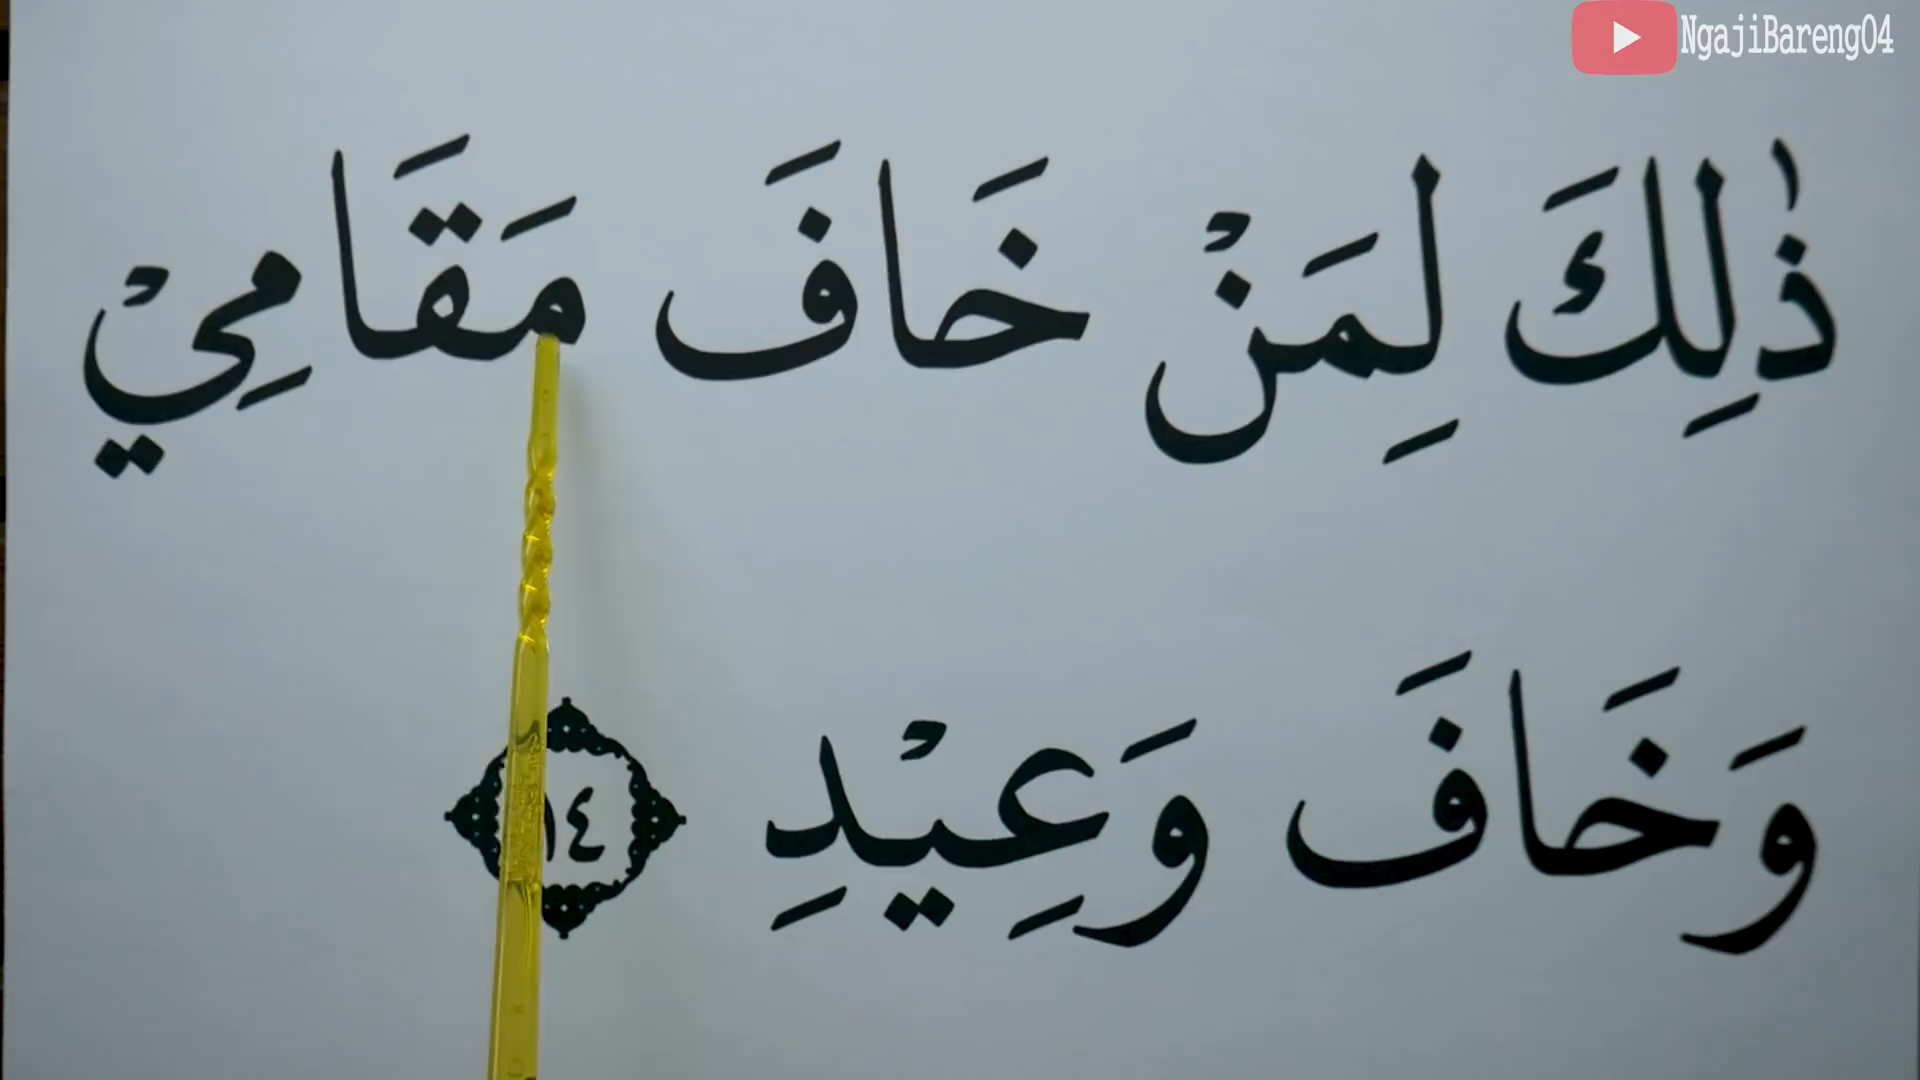 NgajiBareng04
ذٰلِكَ لِمَنْ خَافَ مَقَامِيْ
وَخَافَ وَعِيْدِ ١٤